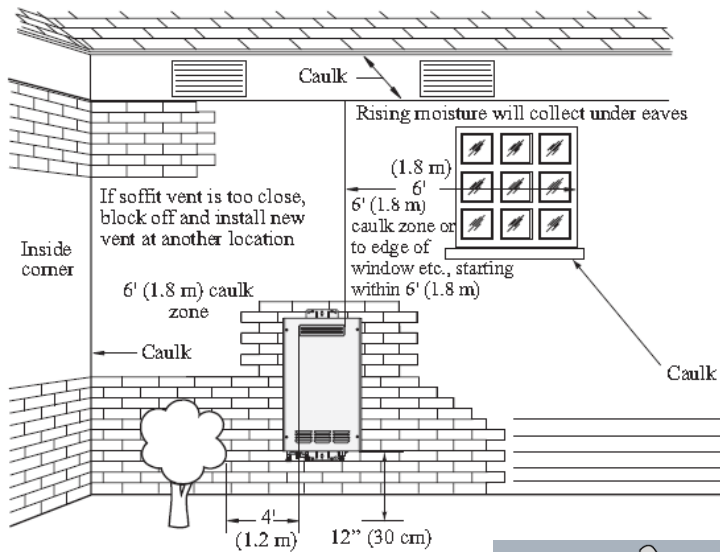 Caulk
Rising moisture will collect under eaves
(1.8 m)
6'
If soffit vent is too close,
block off and install new
vent at another location
6' (1.8 m)
caulk zone or
to edge of
window etc., starting
within 6' (1.8 m)
Inside
corner
6' (1.8 m) caulk
zone
Caulk
Caulk
4'
(1.2 m)
12” (30 cm)